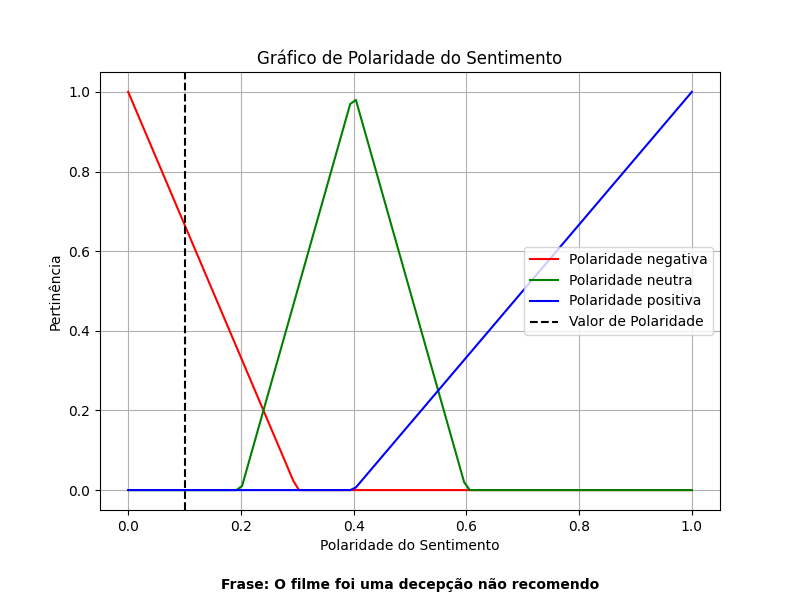 Gráfico de Polaridade do Sentimento
1.0
0.8
0.6
0.4
0.2
0.0
Pertinência
Polaridade negativa
Polaridade neutra
Polaridade positiva
Valor de Polaridade
0.0 0.2 0.4 0.6 0.8 1.0
Polaridade do Sentimento
Frase: O filme foi uma decepção não recomendo